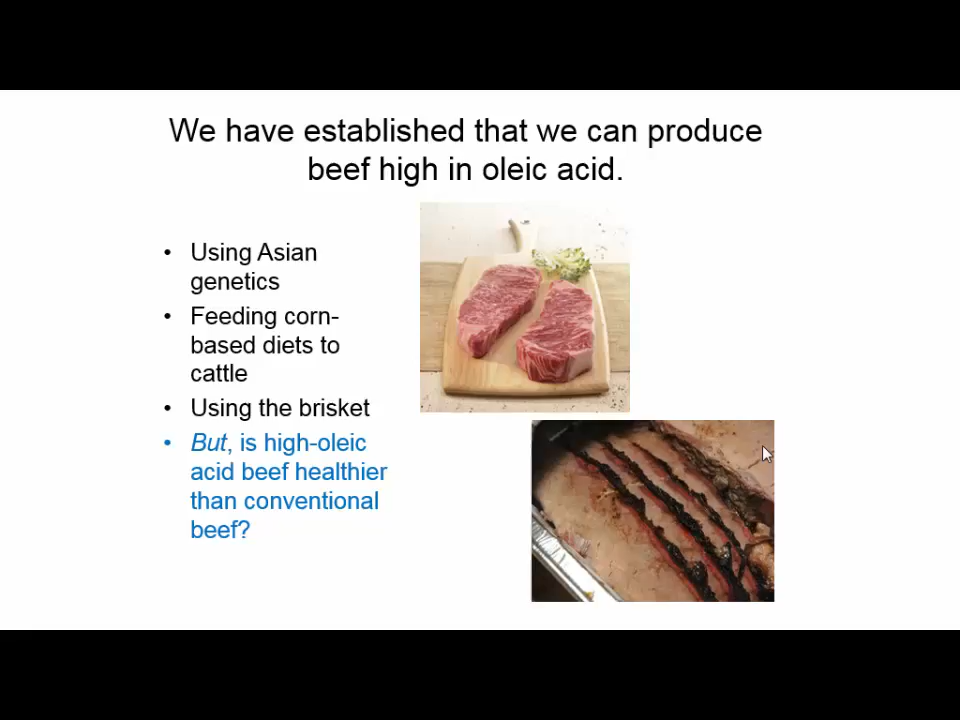 We have established that we can produce
beef high in oleic acid.
• Using Asian
genetics
• Feeding corn-
based diets to
cattle
• Using the brisket
• But, is high-oleic
acid beef healthier
than conventional
beef?